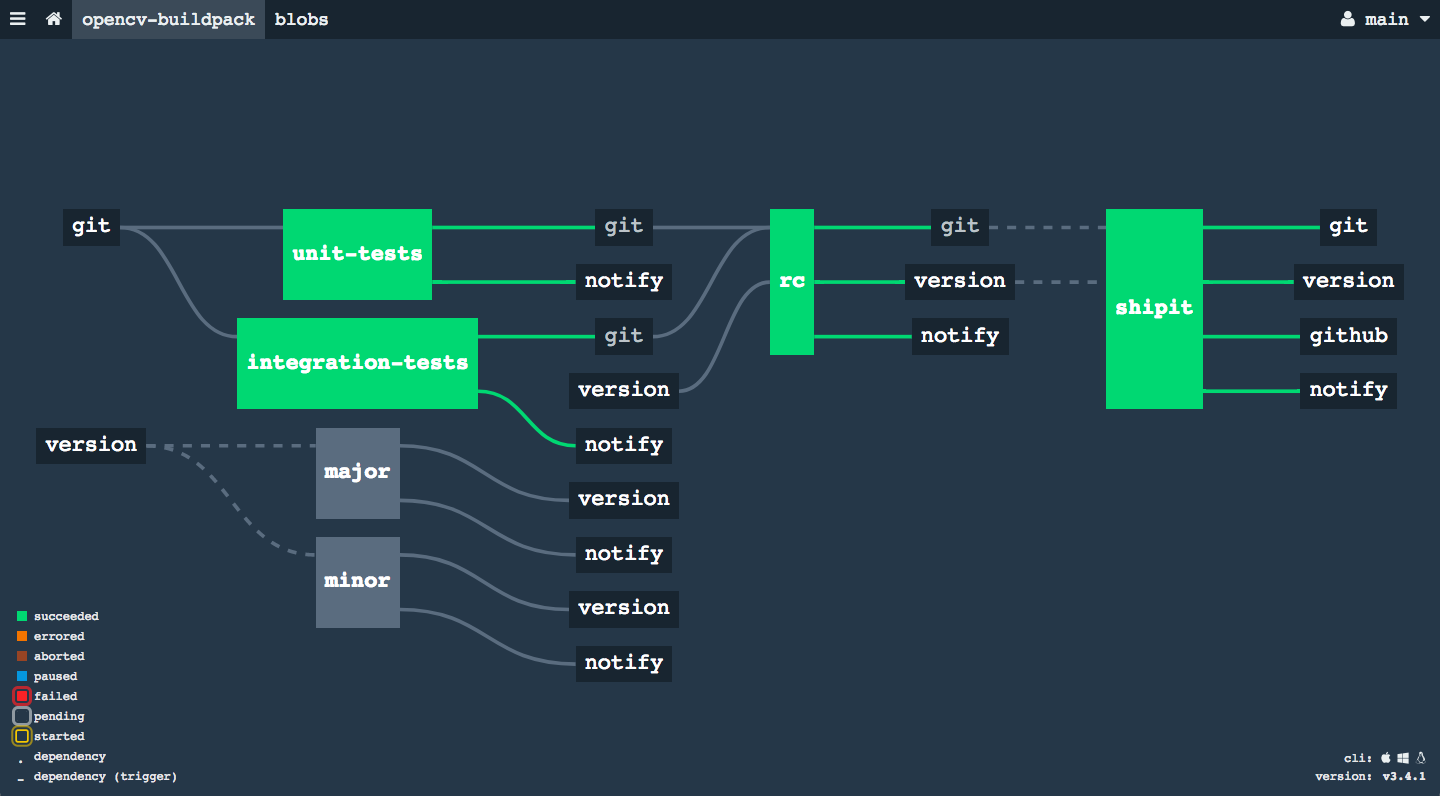 opencv-buildpack blobs main
git unit-tests git rc git shipit git
notify version version
integration-tests git notify github
version notify
version major notify
version
minor notify
version
notify
succeeded
errored
aborted
paused
failed
pending
started
dependency
dependency (trigger)
cli:
version: v3.4.1